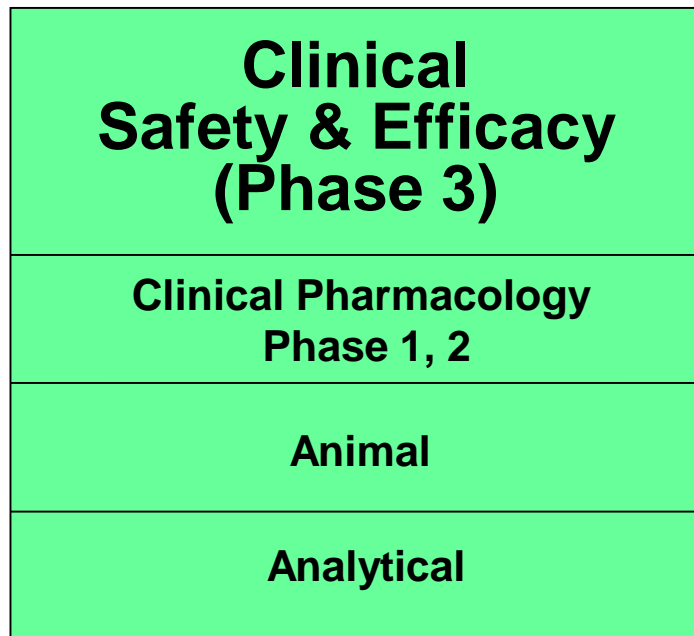 Clinical
Safety & Efficacy
(Phase 3)
Clinical Pharmacology
Phase 1, 2
Animal
Analytical